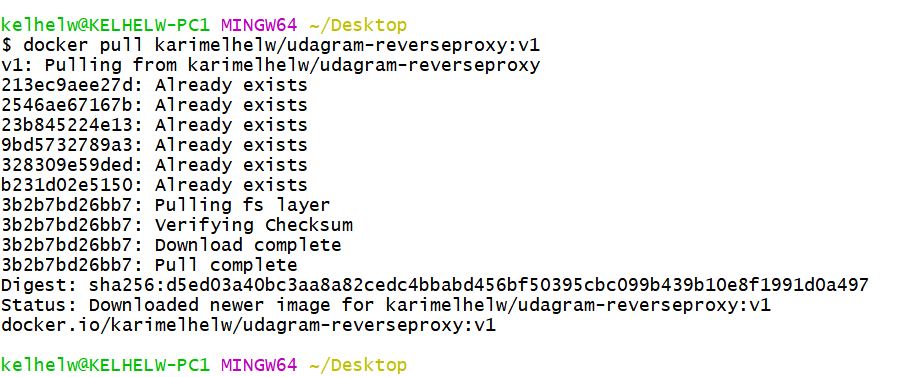 kelhelw@KELHELW-PC1 MINGW64 ~/Desktop
$ docker pull karimelhelw/udagram-reverseproxy:v1
v1: Pulling from karimelhelw/udagram-reverseproxy
213ec9aee27d: Already exists
2546ae67167b: Already exists
23b845224e13: Already exists
9bd5732789a3: Already exists
328309e59ded: Already exists
b231d02e5150: Already exists
3b2b7bd26bb7: Pulling fs layer
3b2b7bd26bb7: Verifying Checksum
3b2b7bd26bb7: Download complete
3b2b7bd26bb7: Pull complete
Digest: sha256:d5ed03a40bc3aa8a82cedc4bbabd456bf50395cbc099b439b10e8f1991d0a497
Status: Downloaded newer image for karimelhelw/udagram-reverseproxy:v1
docker.io/karimelhelw/udagram-reverseproxy:v1
kelhelw@KELHELW-PC1 MINGW64 ~/Desktop